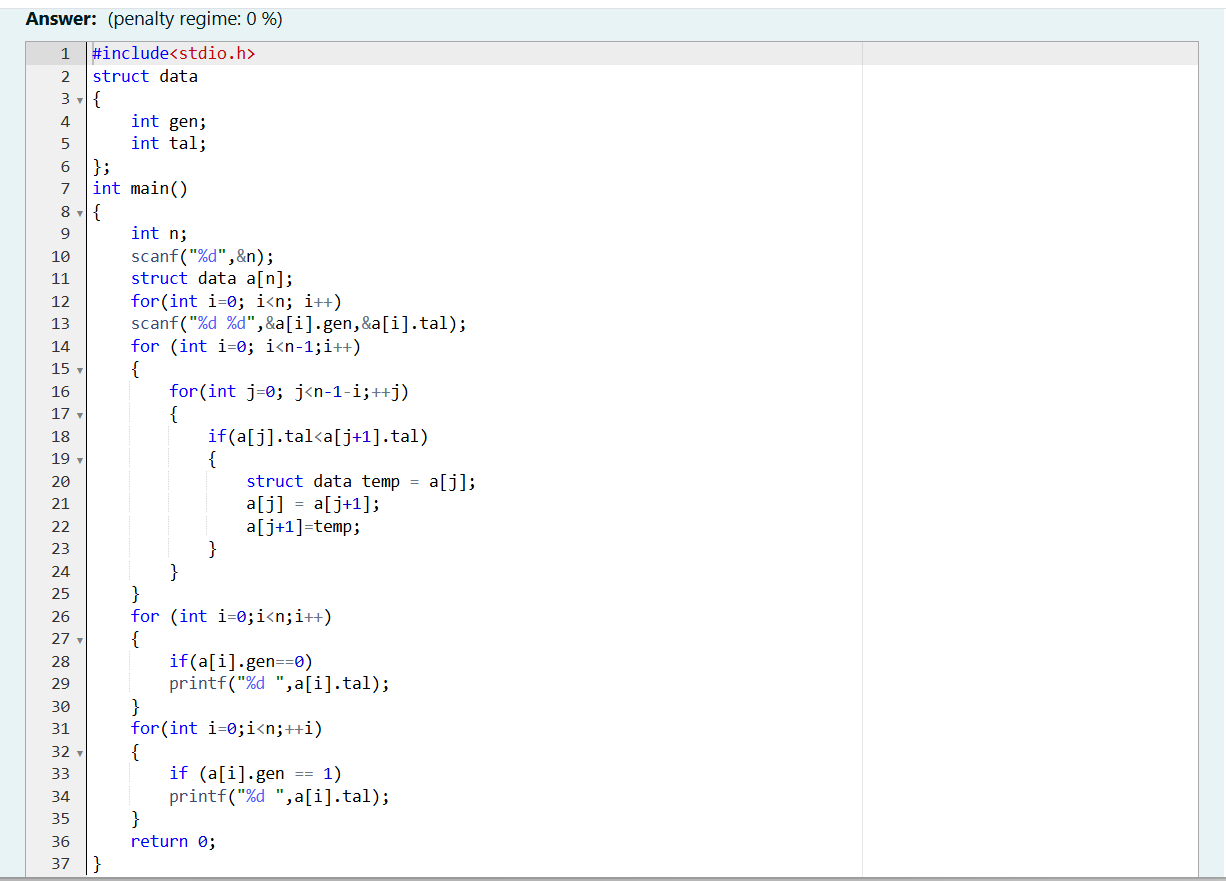 Answer: (penalty regime: 0 %)
1 #include<stdio.h>
2 struct data
3 {
4     int gen;
5     int tal;
6 };
7 int main()
8 {
9     int n;
10     scanf("%d",&n);
11     struct data a[n];
12     for(int i=0; i<n; i++)
13     scanf("%d %d",&a[i].gen,&a[i].tal);
14     for (int i=0; i<n-1;i++)
15     {
16         for(int j=0; j<n-1-i;++j)
17         {
18             if(a[j].tal<a[j+1].tal)
19             {
20                 struct data temp = a[j];
21                 a[j] = a[j+1];
22                 a[j+1]=temp;
23             }
24         }
25     }
26     for (int i=0;i<n;i++)
27     {
28         if(a[i].gen==0)
29         printf("%d ",a[i].tal);
30     }
31     for(int i=0;i<n;++i)
32     {
33         if (a[i].gen == 1)
34         printf("%d ",a[i].tal);
35     }
36     return 0;
37 }